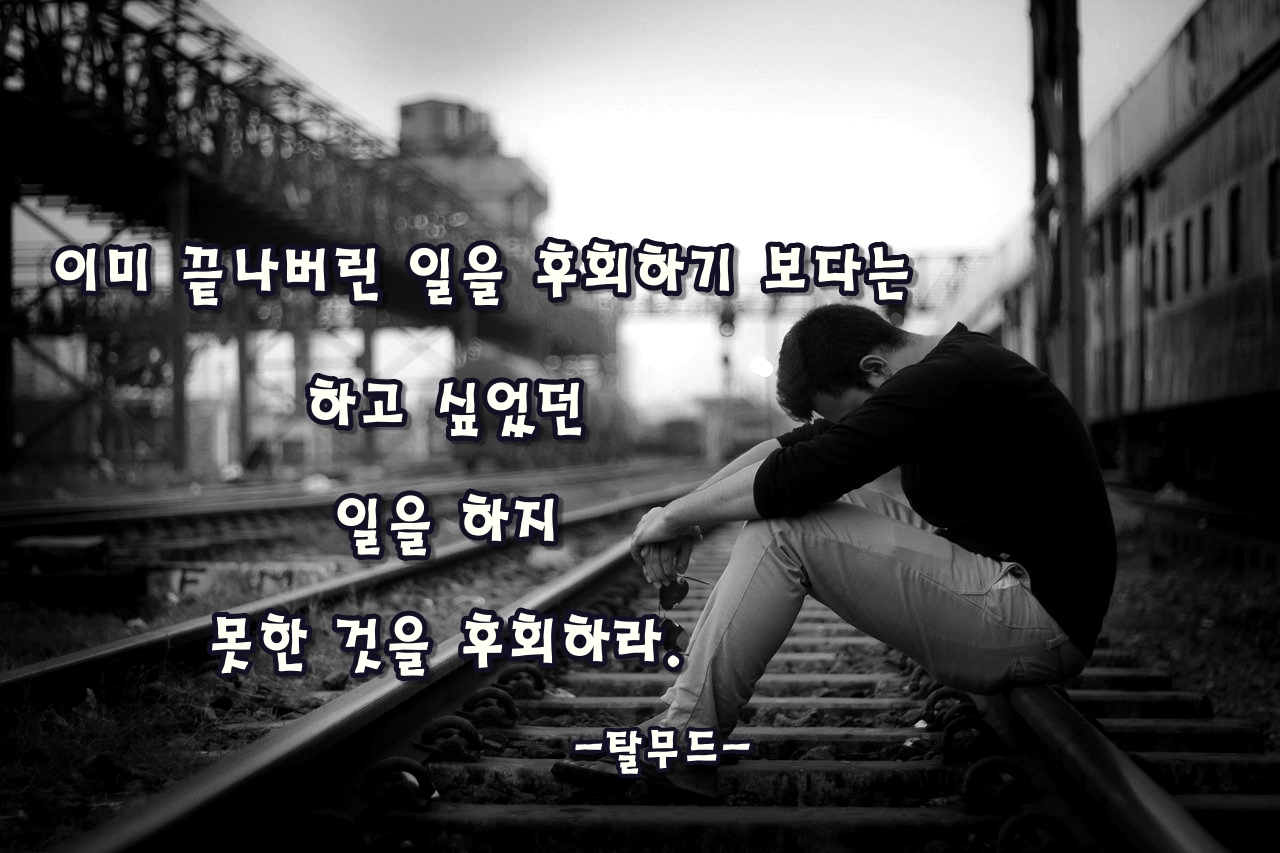 이미 끝나버린 일을 후회하기 보다는
하고 싶었던
일을 하지
못한 것을 후회하라.
-탈무드-